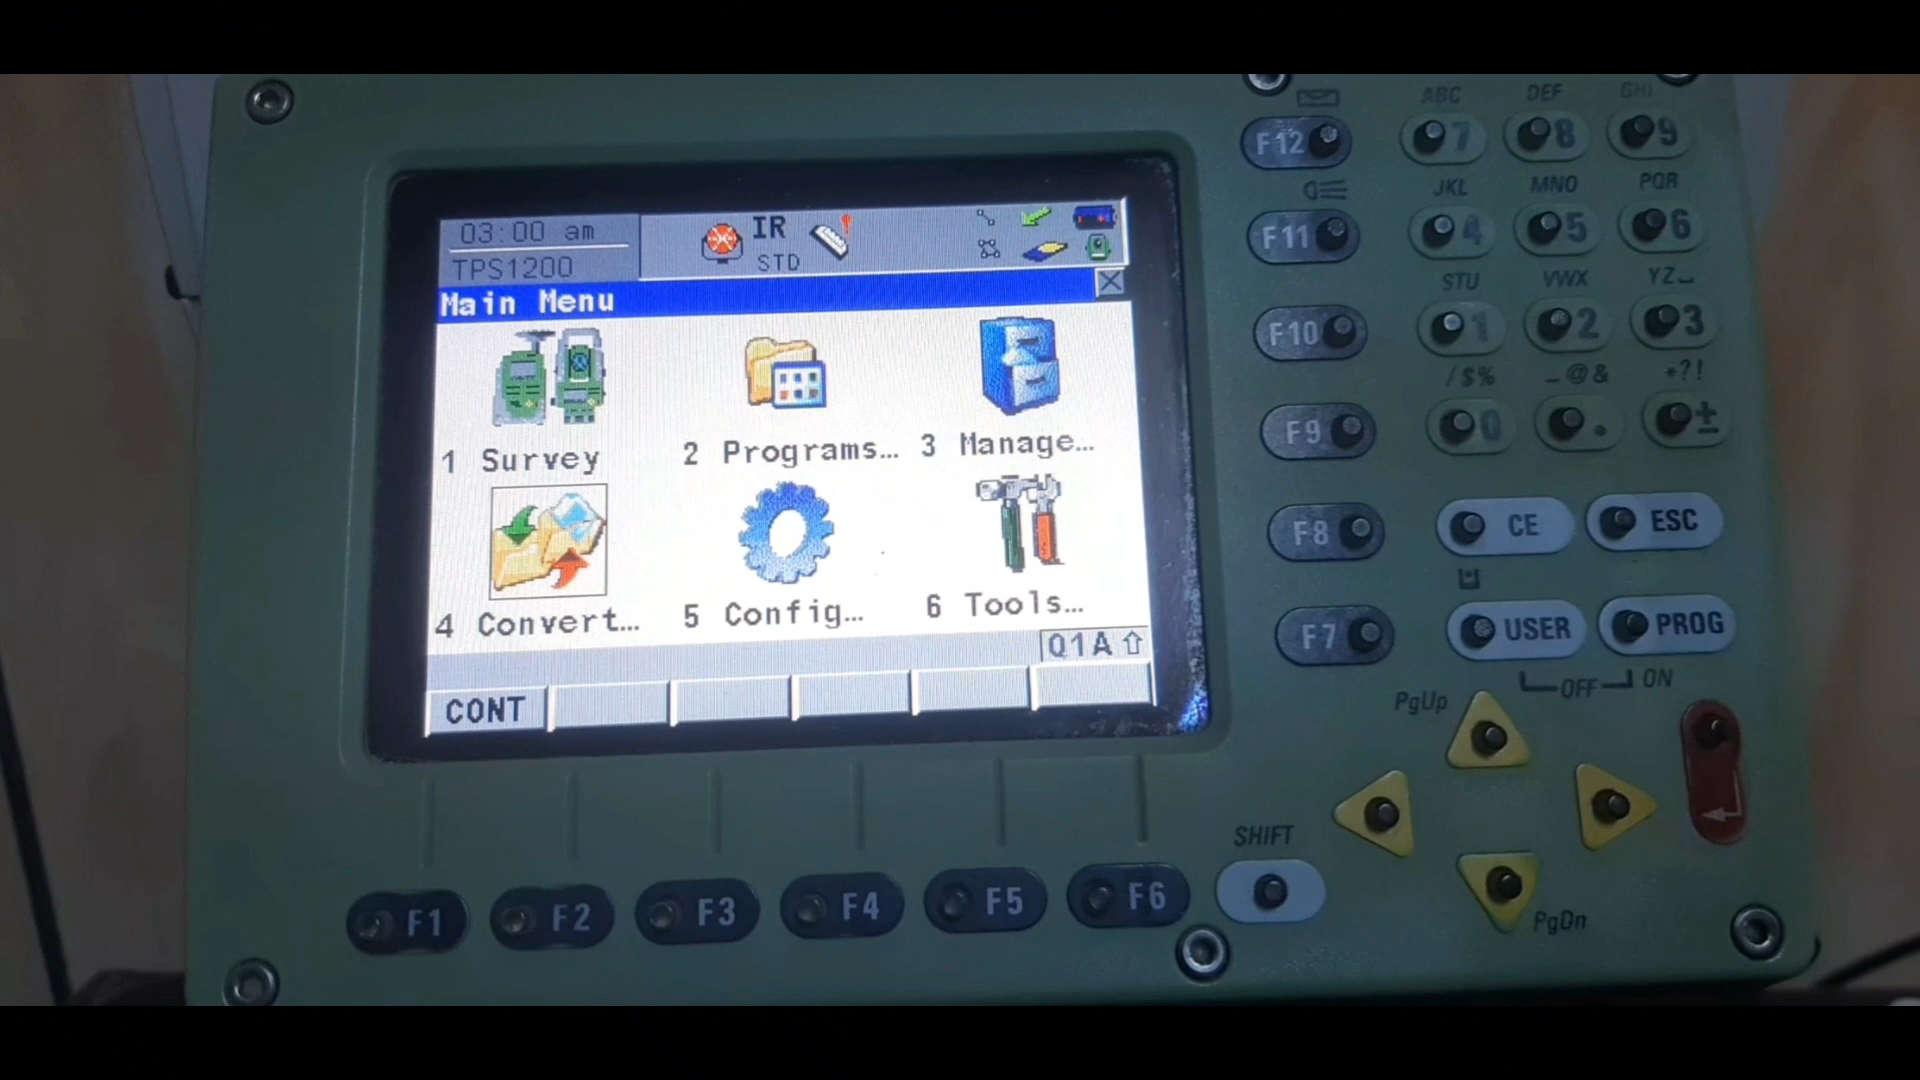 03:00 am
TPS1200
IR
STD
Main Menu
1 Survey
2 Programs…
3 Manage…
4 Convert…
5 Config…
6 Tools…
Q1A
CONT
F1
F2
F3
F4
F5
F6
SHIFT
F12
F11
F10
F9
F8
F7
ABC
DEF
GHI
7
8
9
JKL
MNO
PQR
4
5
6
STU
VWX
YZ
1
2
3
/$%
_@&
*?!
0
.
±
CE
ESC
USER
PROG
OFF
ON
PgUp
PgDn